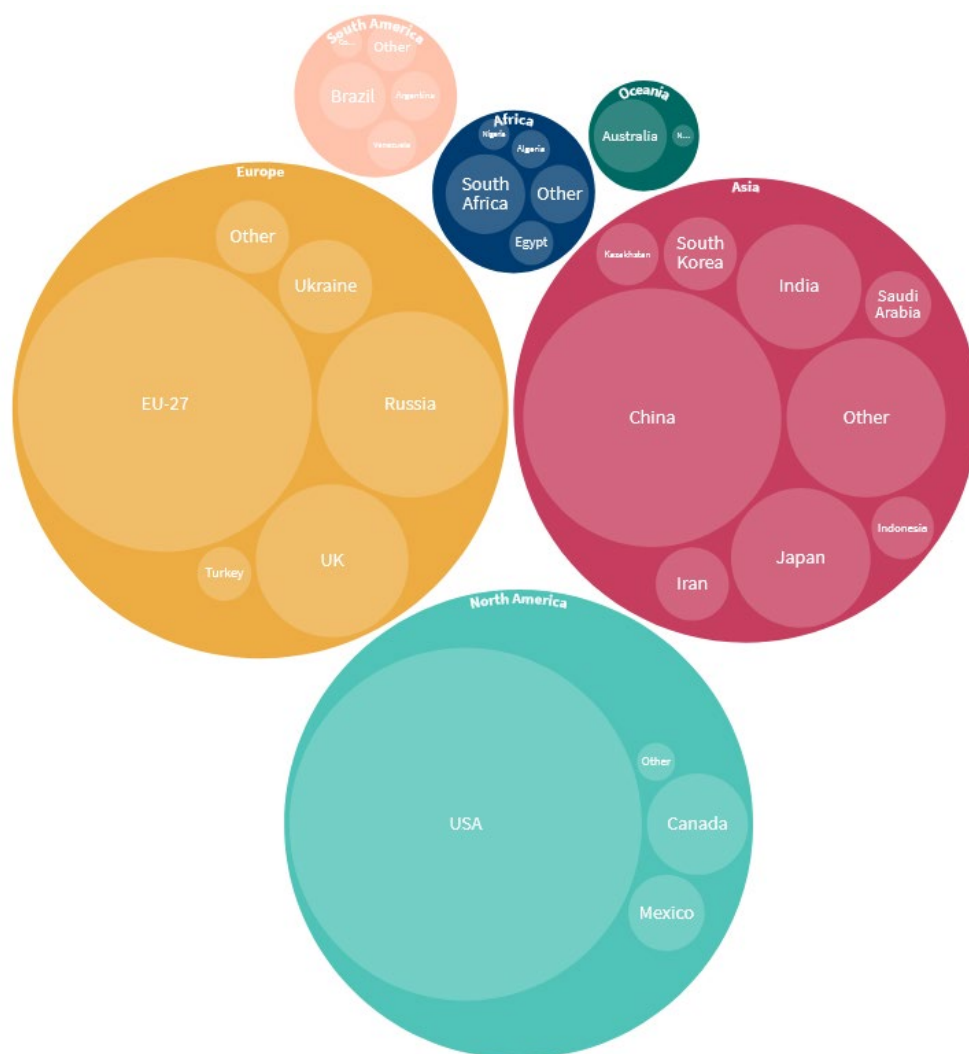 South America
Co...
Other
Brazil
Argentina
Venezuela
Oceania
Australia
N...
Africa
Nigeria
Algeria
South
Africa
Other
Egypt
Europe
Other
Ukraine
EU-27
Russia
Turkey
UK
Asia
Kazakhstan
South
Korea
India
Saudi
Arabia
China
Other
Indonesia
Japan
Iran
North America
Other
USA
Canada
Mexico